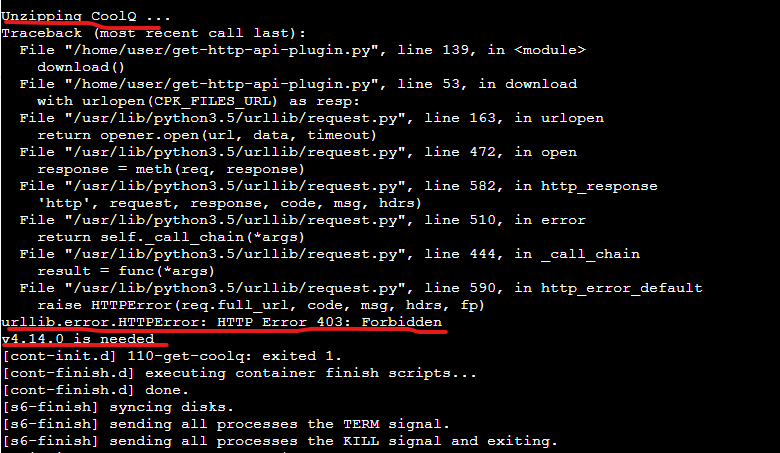 Unzipping CoolQ ...
Traceback (most recent call last):
  File "/home/user/get-http-api-plugin.py", line 139, in <module>
    download()
  File "/home/user/get-http-api-plugin.py", line 53, in download
    with urlopen(CPK_FILES_URL) as resp:
  File "/usr/lib/python3.5/urllib/request.py", line 163, in urlopen
    return opener.open(url, data, timeout)
  File "/usr/lib/python3.5/urllib/request.py", line 472, in open
    response = meth(req, response)
  File "/usr/lib/python3.5/urllib/request.py", line 582, in http_response
    'http', request, response, code, msg, hdrs)
  File "/usr/lib/python3.5/urllib/request.py", line 510, in error
    return self._call_chain(*args)
  File "/usr/lib/python3.5/urllib/request.py", line 444, in _call_chain
    result = func(*args)
  File "/usr/lib/python3.5/urllib/request.py", line 590, in http_error_default
    raise HTTPError(req.full_url, code, msg, hdrs, fp)
urllib.error.HTTPError: HTTP Error 403: Forbidden
v4.14.0 is needed
[cont-init.d] 110-get-coolq: exited 1.
[cont-finish.d] executing container finish scripts...
[cont-finish.d] done.
[s6-finish] syncing disks.
[s6-finish] sending all processes the TERM signal.
[s6-finish] sending all processes the KILL signal and exiting.